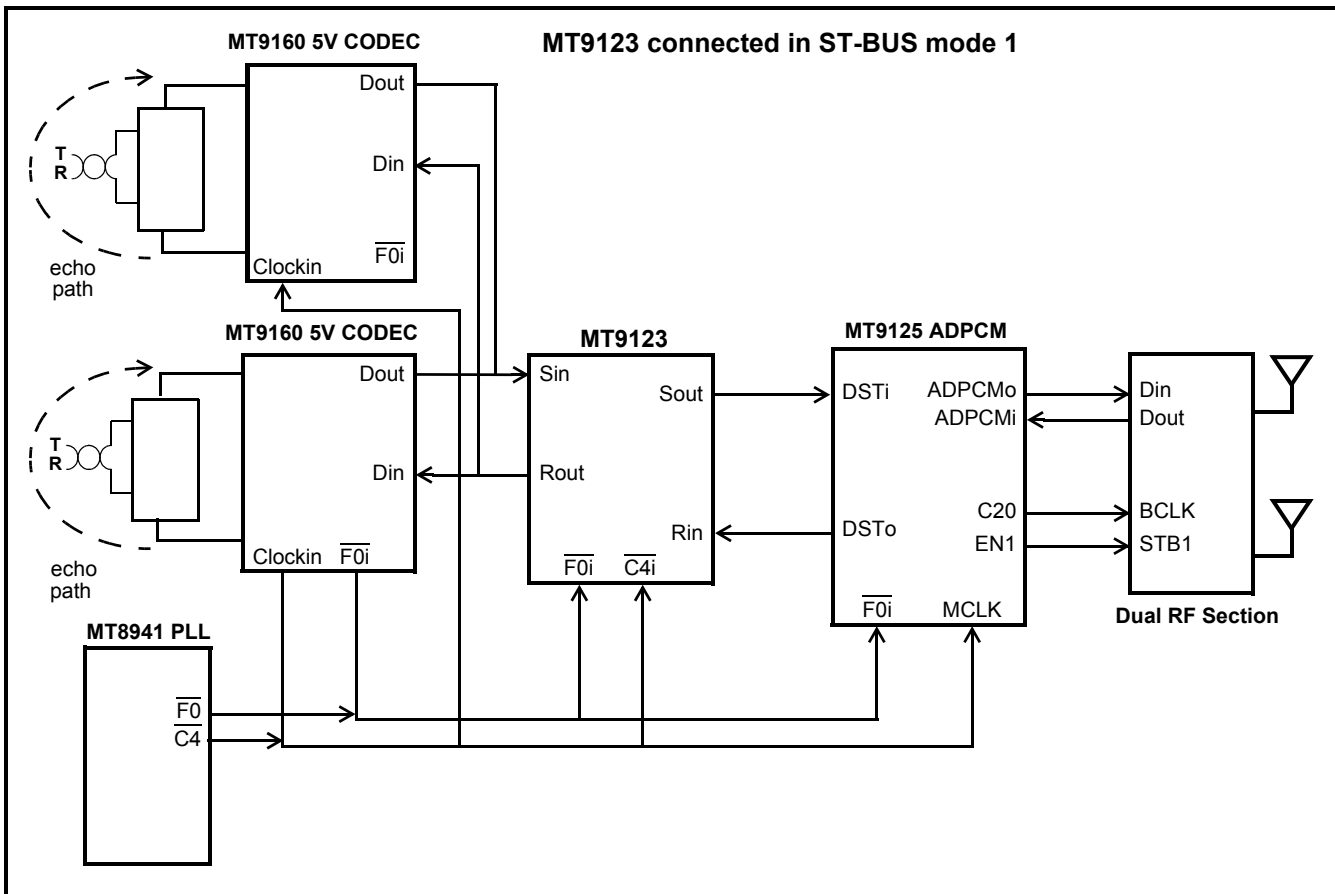 MT9160 5V CODEC
MT9123 connected in ST-BUS mode 1
Dout
Din
F0i
Clockin
T
R
echo
path
MT9160 5V CODEC
Dout
Din
Clockin
F0i
T
R
echo
path
MT9123
Sin
Sout
Rout
Rin
F0i
C4i
MT9125 ADPCM
DSTi
ADPCMo
ADPCMi
C20
DSTo
EN1
F0i
MCLK
Din
Dout
BCLK
STB1
Dual RF Section
MT8941 PLL
F0
C4